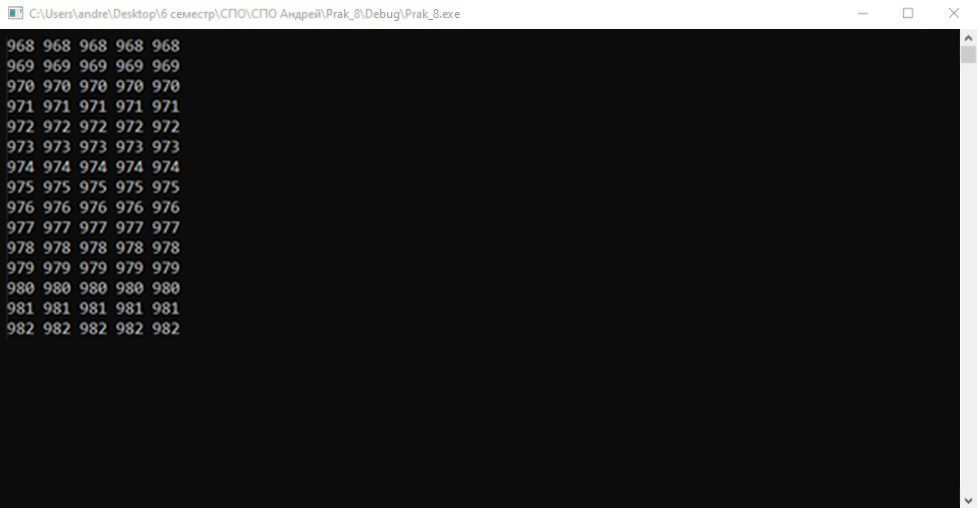 C:\Users\andre\Desktop\6 семестр\СПО\СПО Андрей\Prak_8\Debug\Prak_8.exe
968 968 968 968 968
969 969 969 969 969
970 970 970 970 970
971 971 971 971 971
972 972 972 972 972
973 973 973 973 973
974 974 974 974 974
975 975 975 975 975
976 976 976 976 976
977 977 977 977 977
978 978 978 978 978
979 979 979 979 979
980 980 980 980 980
981 981 981 981 981
982 982 982 982 982